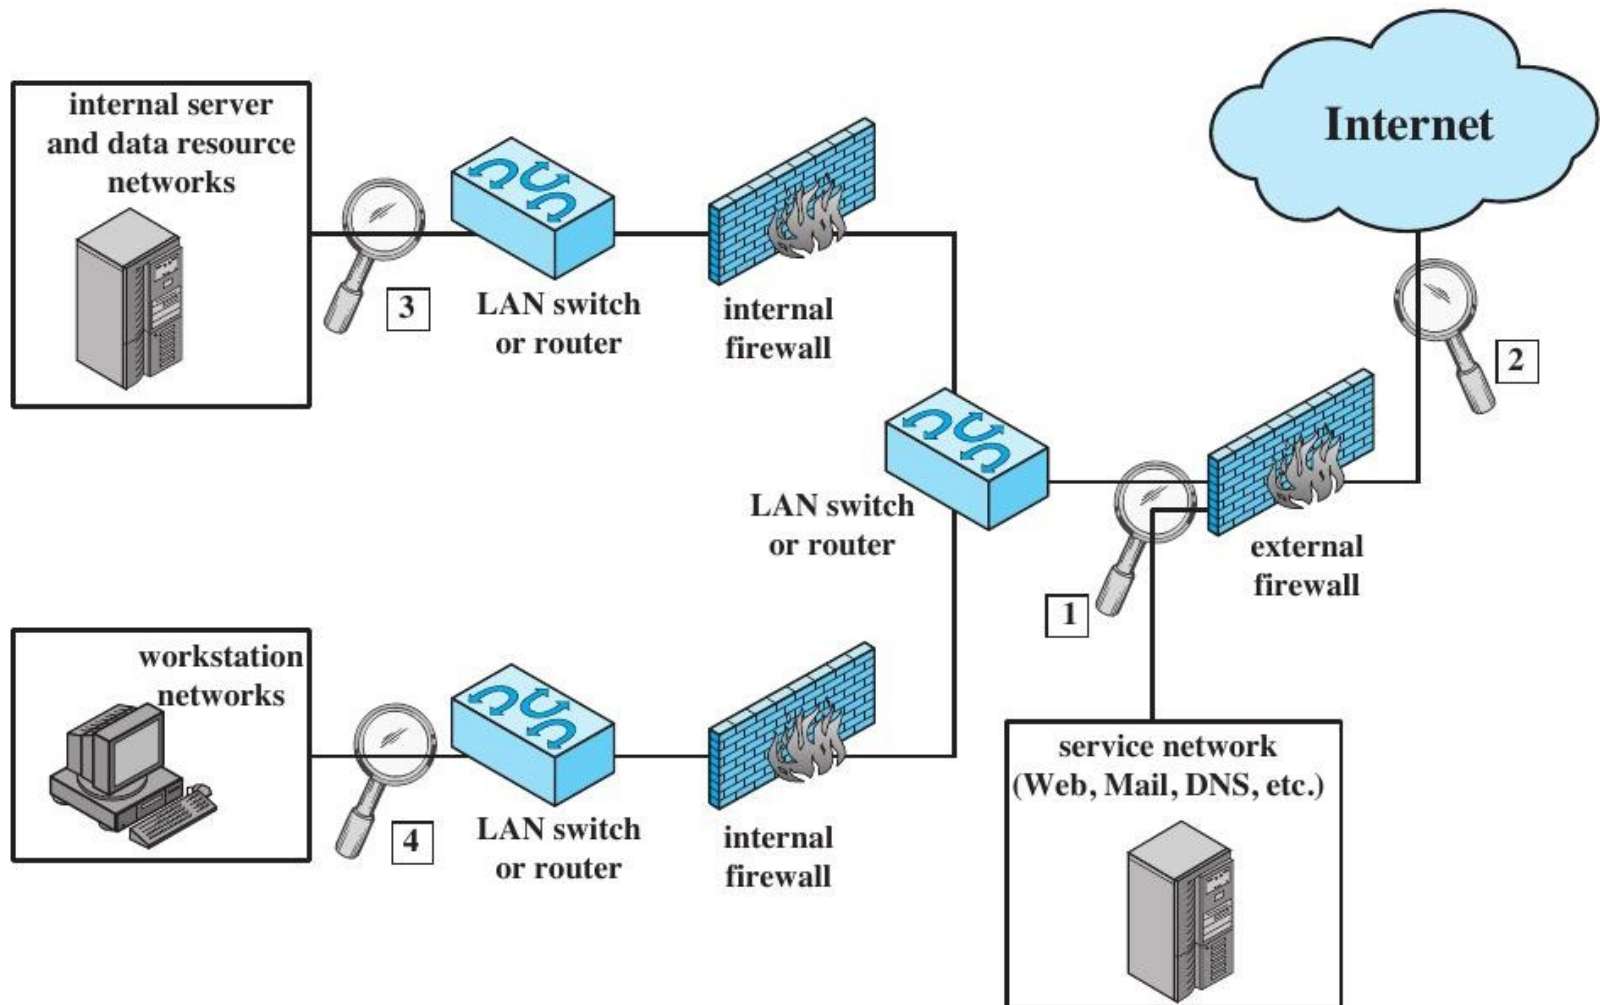 internal server
and data resource
networks
3
LAN switch
or router
internal
firewall
Internet
2
LAN switch
or router
1
external
firewall
workstation
networks
4
LAN switch
or router
internal
firewall
service network
(Web, Mail, DNS, etc.)